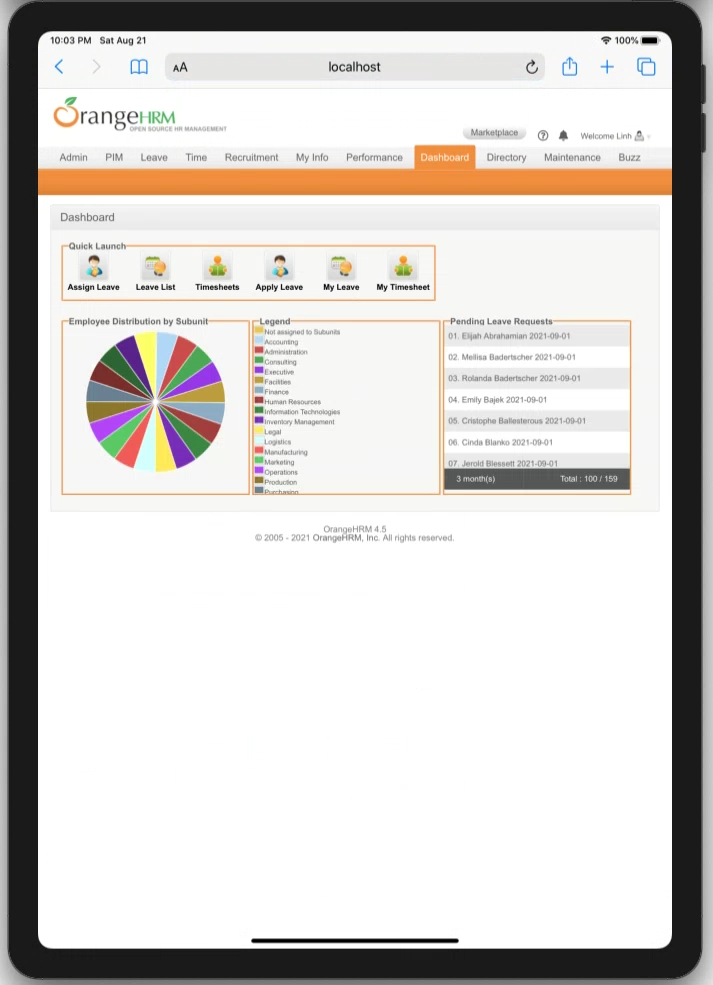 10:03 PM Sat Aug 21
100%
AA
localhost
OrangeHRM
OPEN SOURCE HR MANAGEMENT
Marketplace
Welcome Linh
Admin PIM Leave Time Recruitment My Info Performance Dashboard Directory Maintenance Buzz
Dashboard
Quick Launch
Assign Leave Leave List Timesheets Apply Leave My Leave My Timesheet
Employee Distribution by Subunit
Legend
Not assigned to Subunits
Accounting
Administration
Consulting
Executive
Facilities
Finance
Human Resources
Information Technologies
Inventory Management
Legal
Logistics
Manufacturing
Marketing
Operations
Production
Purchasing
Pending Leave Requests
01. Elijah Abrahamian 2021-09-01
02. Mellsa Badertscher 2021-09-01
03. Rolanda Badertscher 2021-09-01
04. Emily Bajek 2021-09-01
05. Cristophe Ballesterous 2021-09-01
06. Cinda Blanko 2021-09-01
07. Jerold Blessett 2021-09-01
3 month(s) Total : 100 / 159
OrangeHRM 4.5
© 2005 - 2021 OrangeHRM, Inc. All rights reserved.